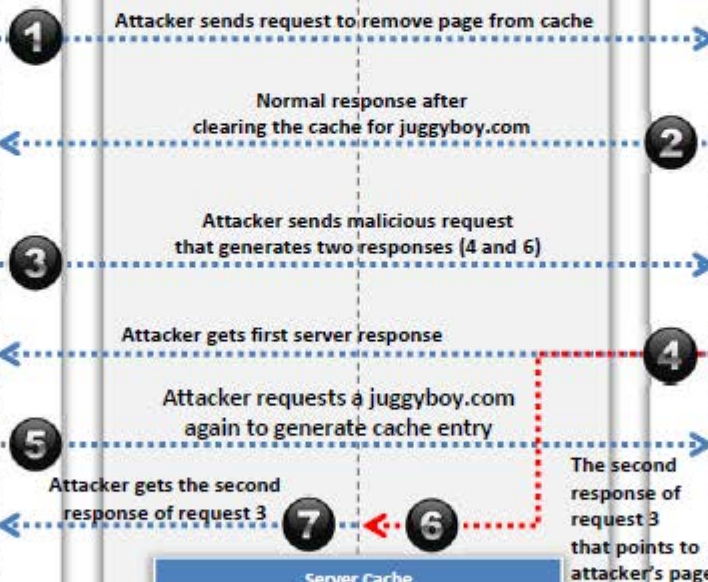 1
Attacker sends request to remove page from cache
Normal response after
clearing the cache for juggyboy.com
2
Attacker sends malicious request
that generates two responses (4 and 6)
3
Attacker gets first server response
4
Attacker requests a juggyboy.com
again to generate cache entry
5
Attacker gets the second
response of request 3
7
6
The second
response of
request 3
that points to
attacker's page
Server Cache